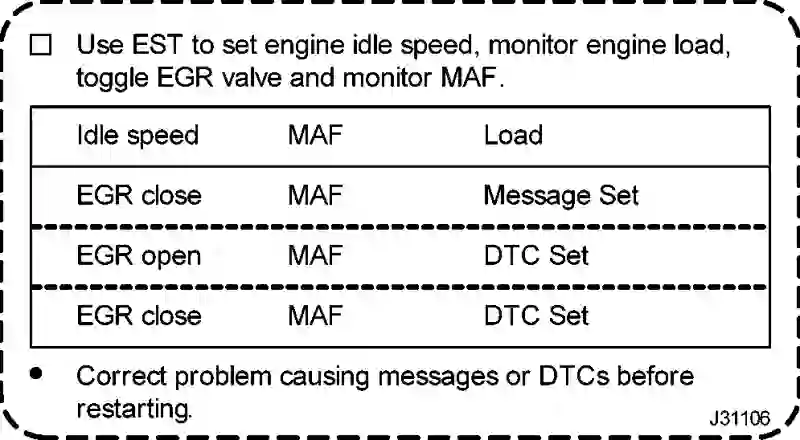 Use EST to set engine idle speed, monitor engine load,
toggle EGR valve and monitor MAF.
Idle speed MAF Load
EGR close MAF Message Set
EGR open MAF DTC Set
EGR close MAF DTC Set
Correct problem causing messages or DTCs before
restarting.
J31106